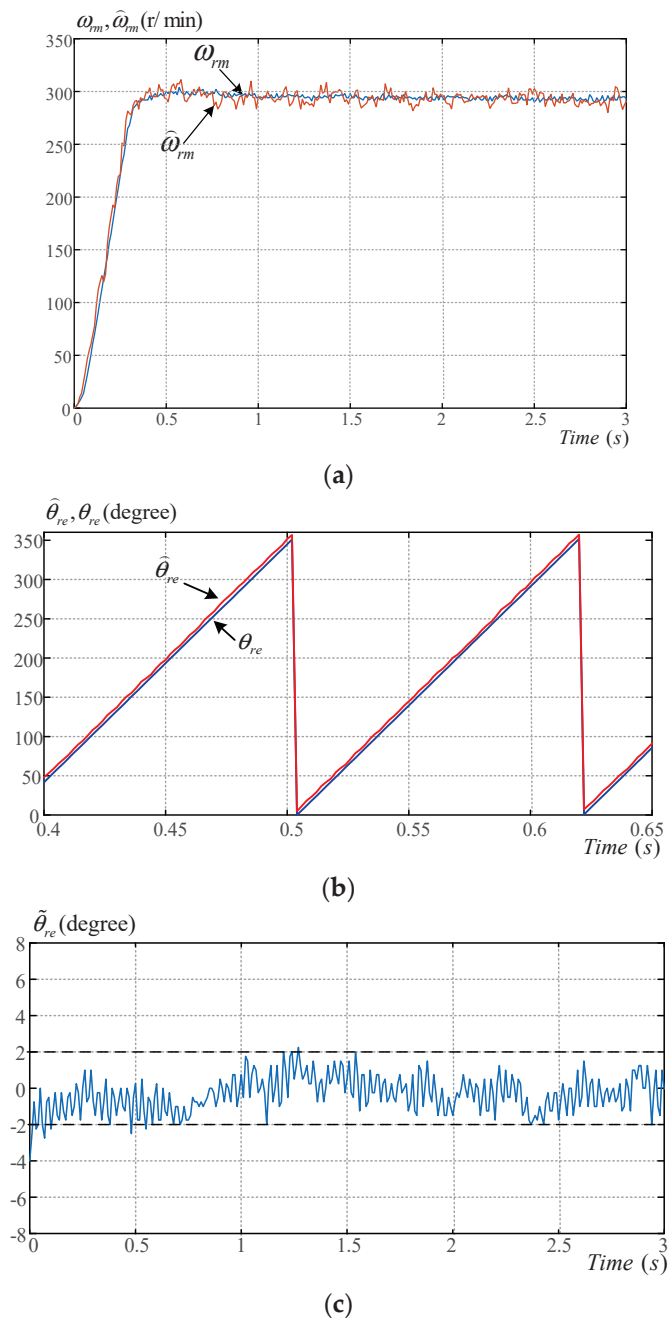 ω_rm, ω̂_rm (r/ min)
350
300
250
200
150
100
50
0
ω_rm
ω̂_rm
0 0.5 1 1.5 2 2.5 3
Time (s)
(a)
θ̂_re, θ_re (degree)
350
300
250
200
150
100
50
0
θ̂_re
θ_re
0.4 0.45 0.5 0.55 0.6 0.65
Time (s)
(b)
θ̃_re (degree)
8
6
4
2
0
-2
-4
-6
-8
0 0.5 1 1.5 2 2.5 3
Time (s)
(c)